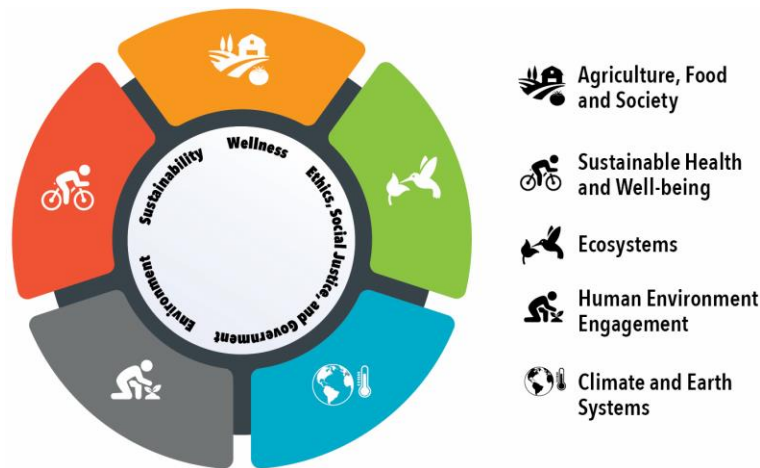 Sustainability
Wellness
Ethics, Social Justice, and Government
Environment
Agriculture, Food
and Society
Sustainable Health
and Well-being
Ecosystems
Human Environment
Engagement
Climate and Earth
Systems